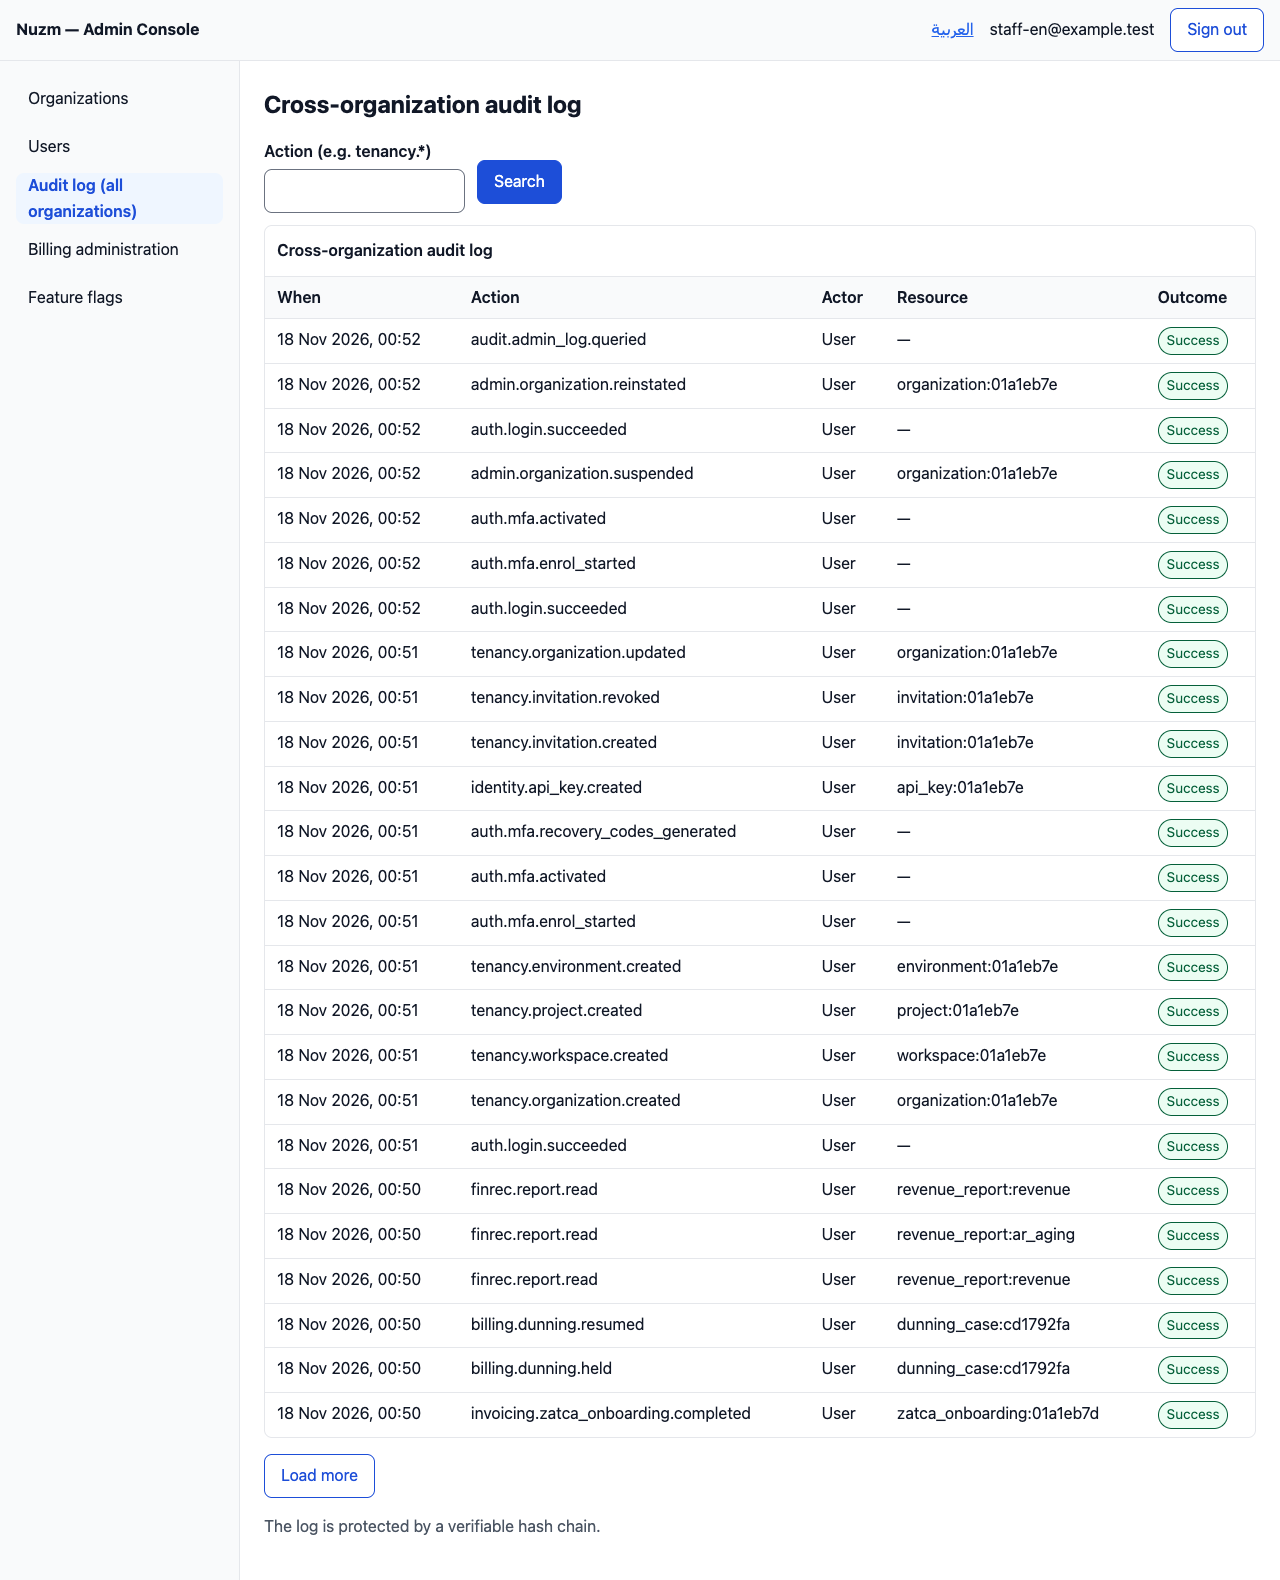 Nuzm — Admin Console
العربية
staff-en@example.test
Sign out
Organizations
Users
Audit log (all
organizations)
Billing administration
Feature flags
Cross-organization audit log
Action (e.g. tenancy.*)
Search
Cross-organization audit log
When Action Actor Resource Outcome
18 Nov 2026, 00:52 audit.admin_log.queried User — Success
18 Nov 2026, 00:52 admin.organization.reinstated User organization:01a1eb7e Success
18 Nov 2026, 00:52 auth.login.succeeded User — Success
18 Nov 2026, 00:52 admin.organization.suspended User organization:01a1eb7e Success
18 Nov 2026, 00:52 auth.mfa.activated User — Success
18 Nov 2026, 00:52 auth.mfa.enrol_started User — Success
18 Nov 2026, 00:52 auth.login.succeeded User — Success
18 Nov 2026, 00:51 tenancy.organization.updated User organization:01a1eb7e Success
18 Nov 2026, 00:51 tenancy.invitation.revoked User invitation:01a1eb7e Success
18 Nov 2026, 00:51 tenancy.invitation.created User invitation:01a1eb7e Success
18 Nov 2026, 00:51 identity.api_key.created User api_key:01a1eb7e Success
18 Nov 2026, 00:51 auth.mfa.recovery_codes_generated User — Success
18 Nov 2026, 00:51 auth.mfa.activated User — Success
18 Nov 2026, 00:51 auth.mfa.enrol_started User — Success
18 Nov 2026, 00:51 tenancy.environment.created User environment:01a1eb7e Success
18 Nov 2026, 00:51 tenancy.project.created User project:01a1eb7e Success
18 Nov 2026, 00:51 tenancy.workspace.created User workspace:01a1eb7e Success
18 Nov 2026, 00:51 tenancy.organization.created User organization:01a1eb7e Success
18 Nov 2026, 00:51 auth.login.succeeded User — Success
18 Nov 2026, 00:50 finrec.report.read User revenue_report:revenue Success
18 Nov 2026, 00:50 finrec.report.read User revenue_report:ar_aging Success
18 Nov 2026, 00:50 finrec.report.read User revenue_report:revenue Success
18 Nov 2026, 00:50 billing.dunning.resumed User dunning_case:cd1792fa Success
18 Nov 2026, 00:50 billing.dunning.held User dunning_case:cd1792fa Success
18 Nov 2026, 00:50 invoicing.zatca_onboarding.completed User zatca_onboarding:01a1eb7d Success
Load more
The log is protected by a verifiable hash chain.